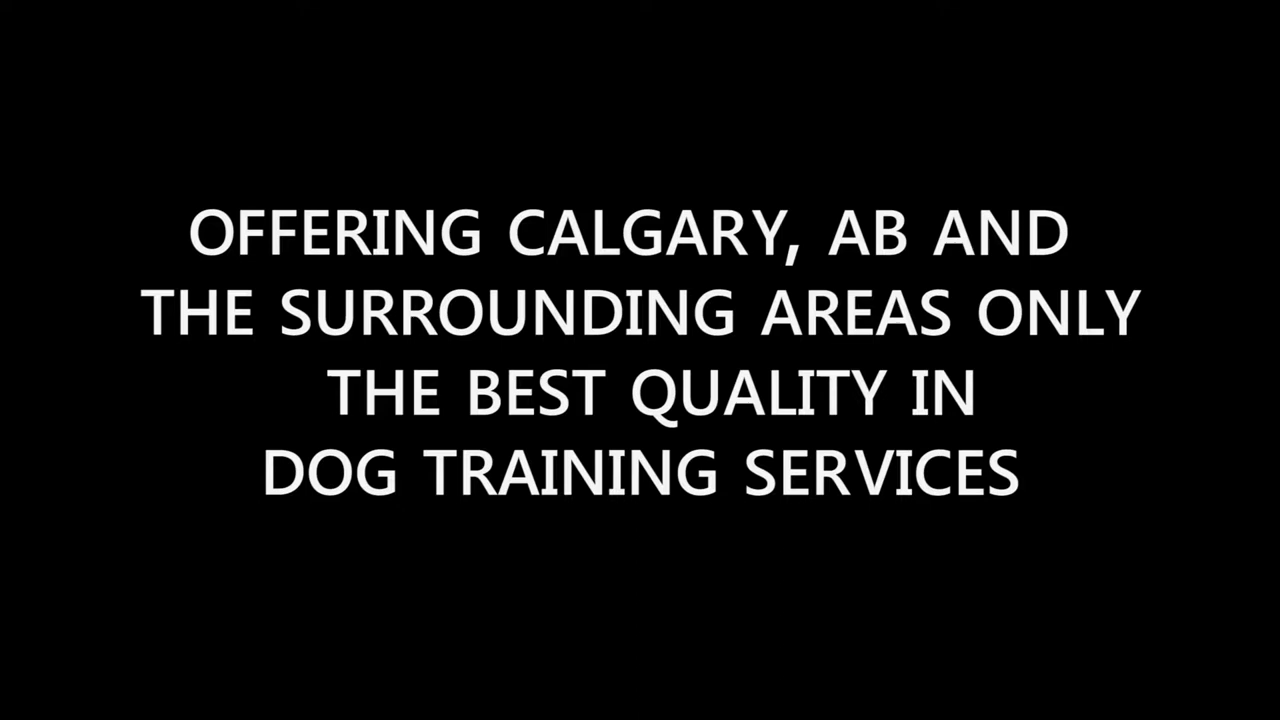 OFFERING CALGARY, AB AND
THE SURROUNDING AREAS ONLY
THE BEST QUALITY IN
DOG TRAINING SERVICES